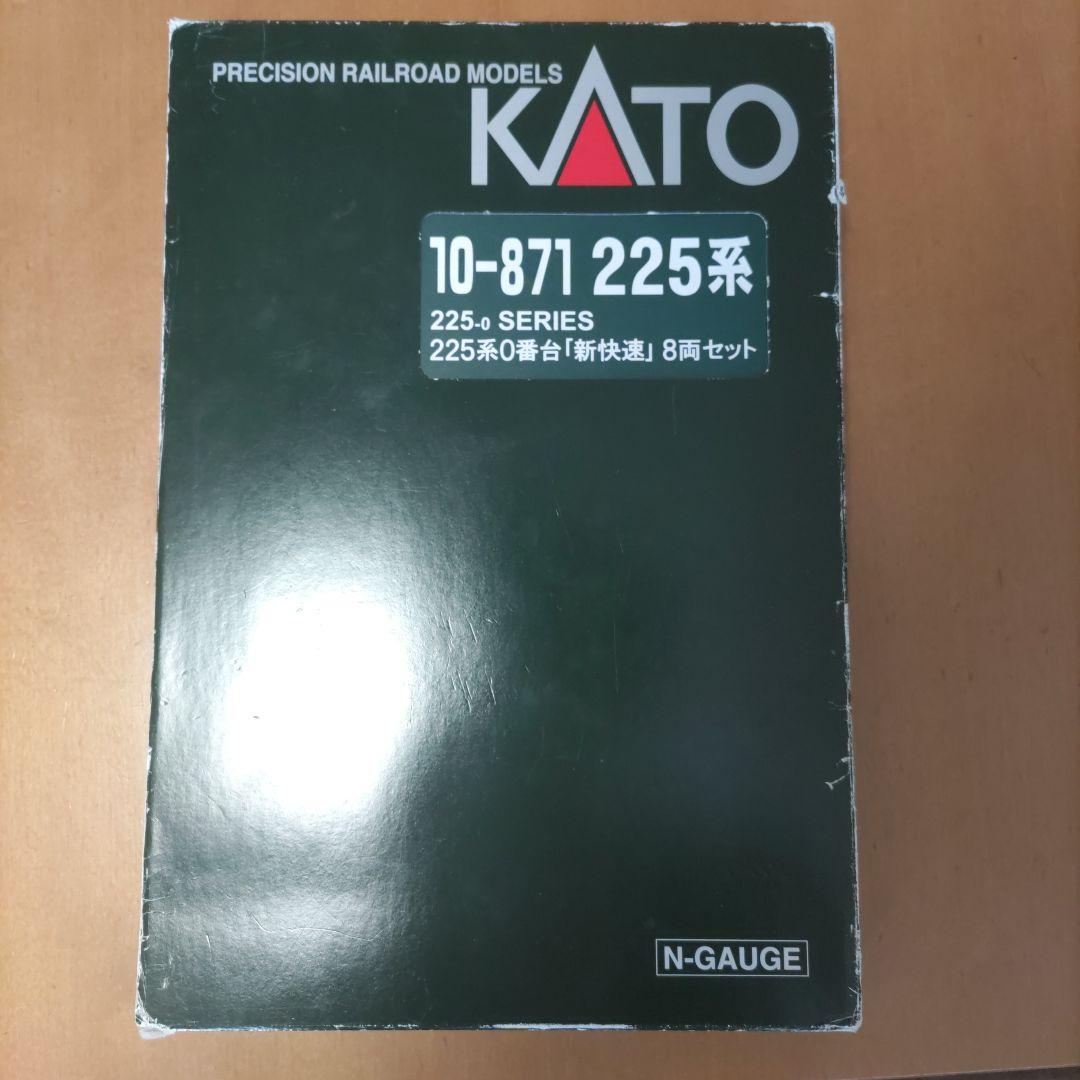 PRECISION RAILROAD MODELS
KATO
10-871 225系
225-0 SERIES
225系0番台「新快速」8両セット
N-GAUGE